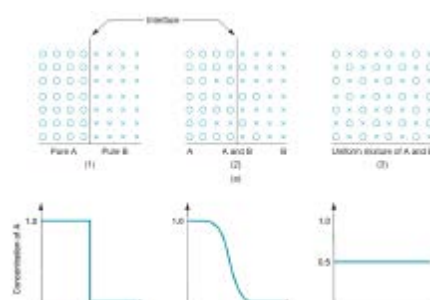 Interface
Pure A Pure B
A A and B B
Uniform mixture of A and B
(1) (2) (3)
(a)
Concentration of A
1.0 1.0 1.0
0.5